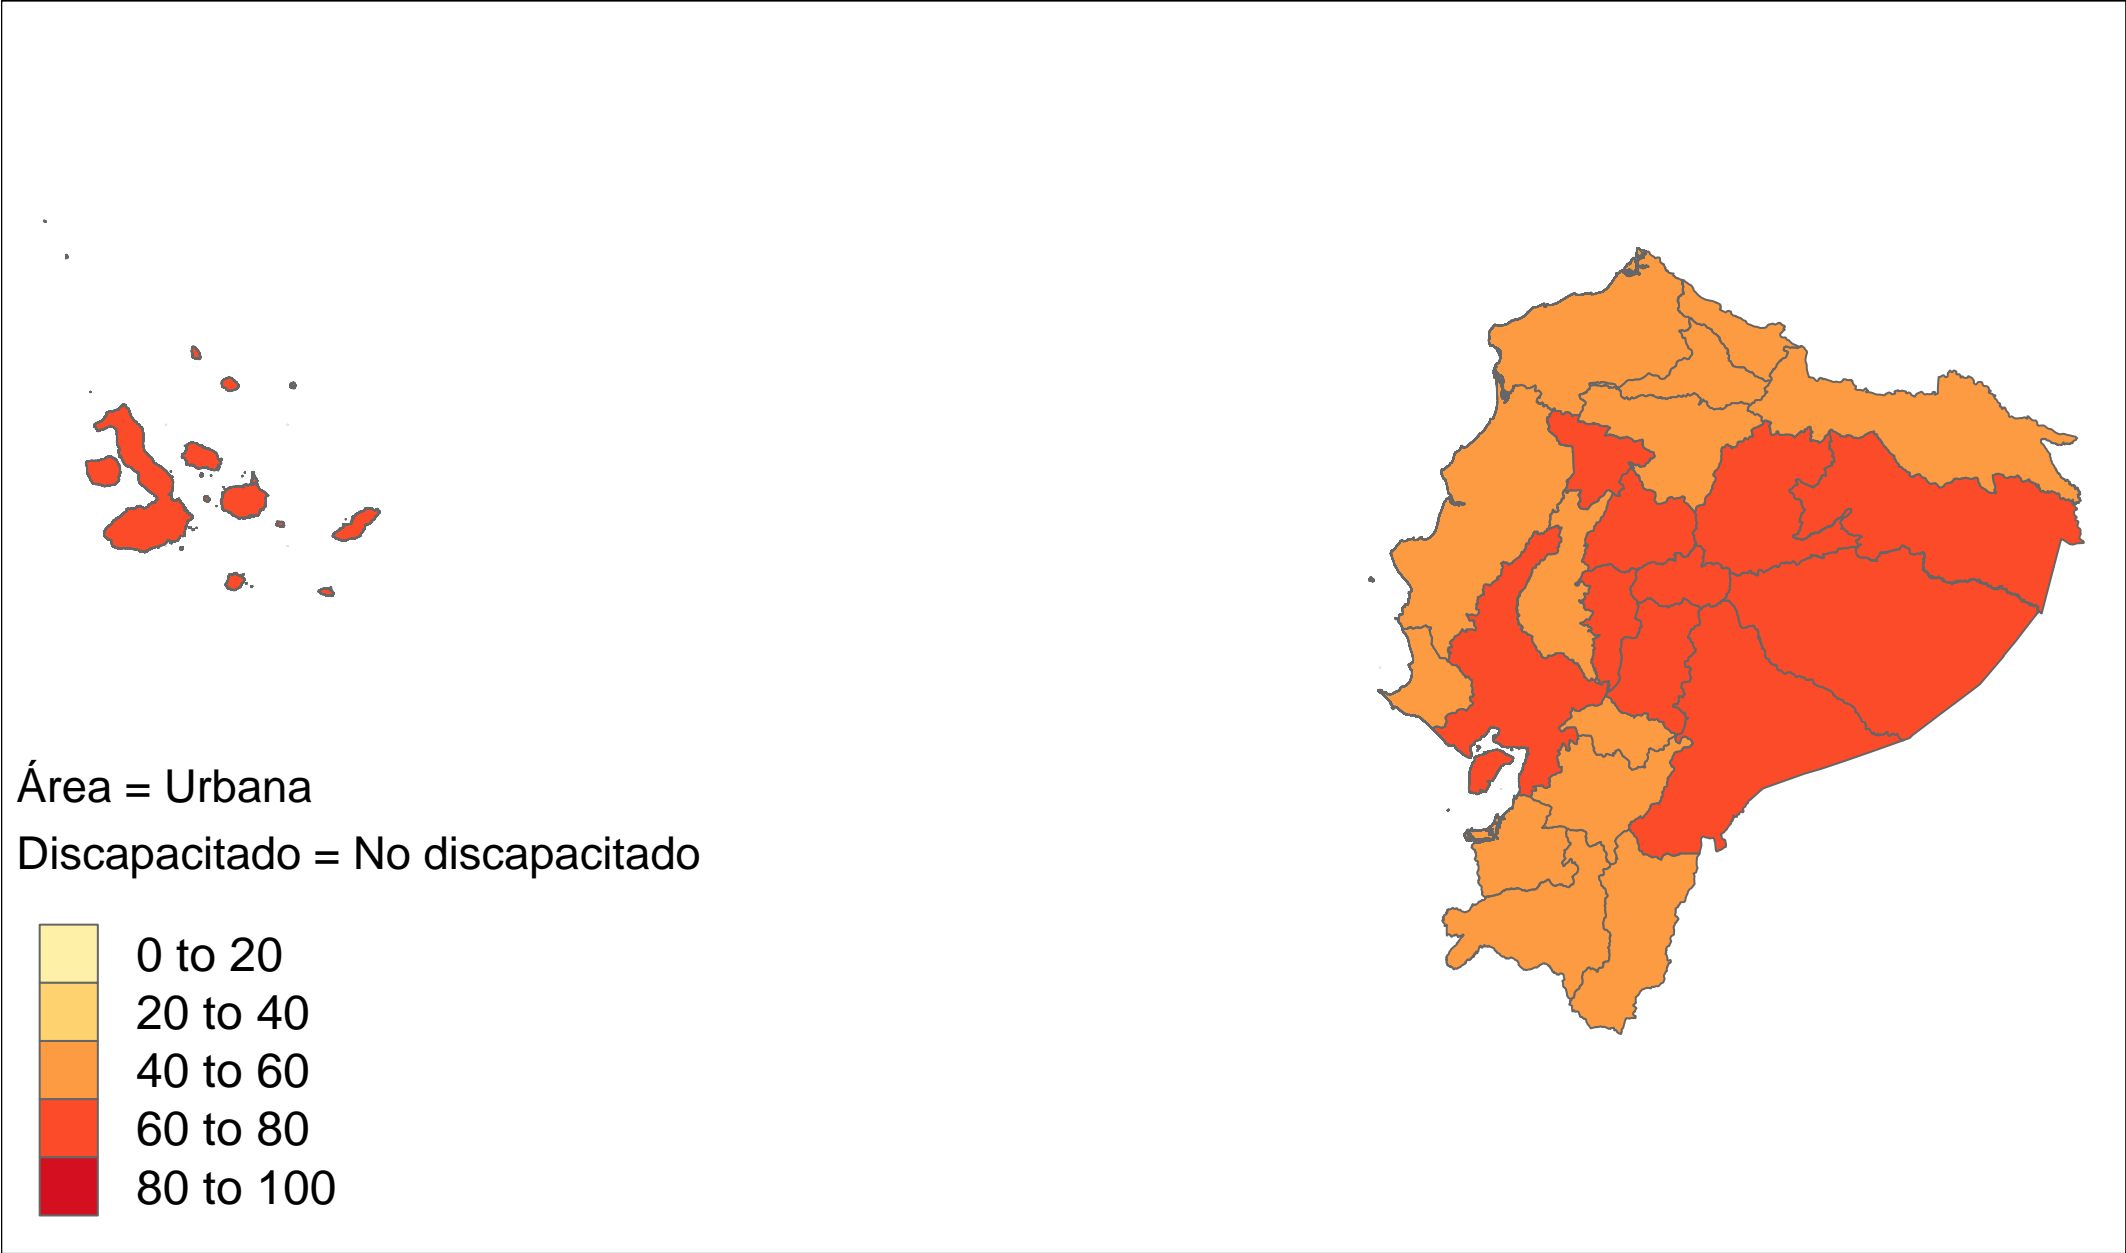 Área = Urbana
Discapacitado = No discapacitado
0 to 20
20 to 40
40 to 60
60 to 80
80 to 100